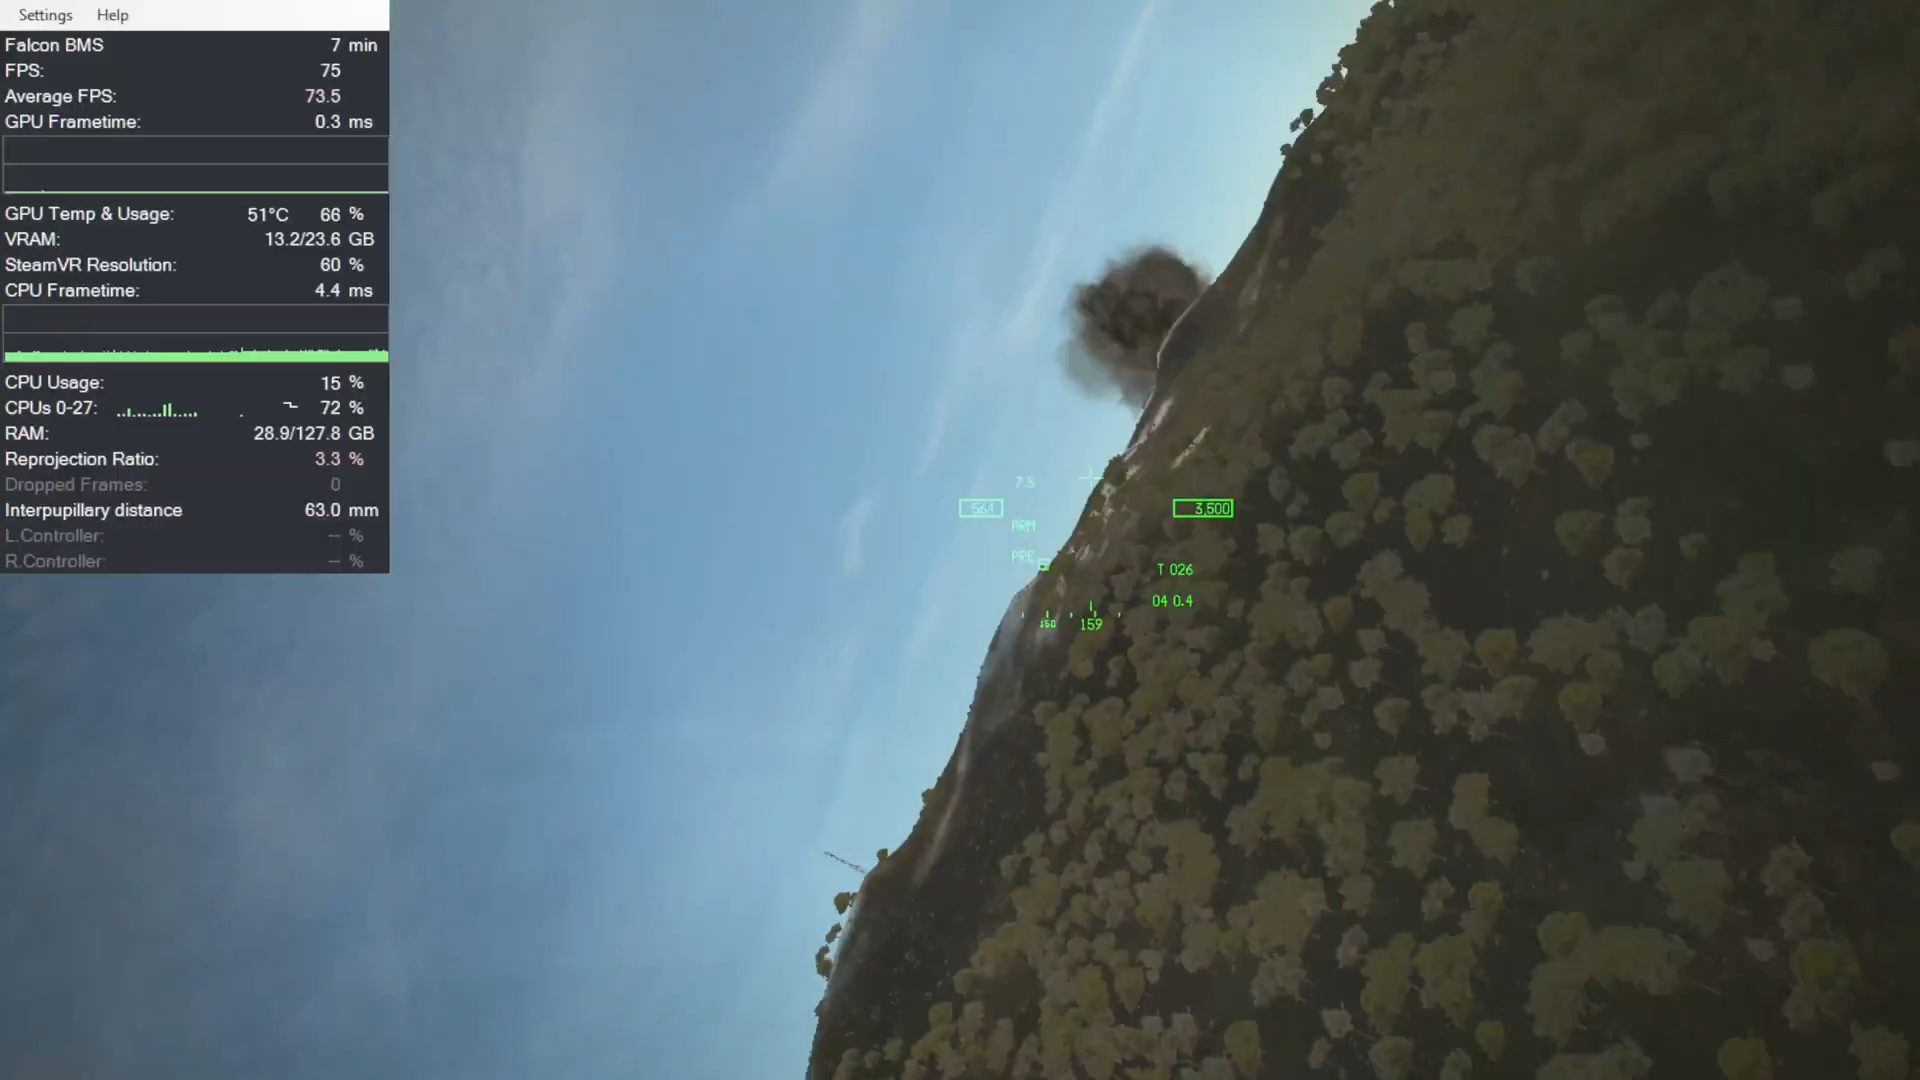 Settings Help
Falcon BMS 7 min
FPS: 75
Average FPS: 73.5
GPU Frametime: 0.3 ms
GPU Temp & Usage: 51°C 66 %
VRAM: 13.2/23.6 GB
SteamVR Resolution: 60 %
CPU Frametime: 4.4 ms
CPU Usage: 15 %
CPUs 0-27: 72 %
RAM: 28.9/127.8 GB
Reprojection Ratio: 3.3 %
Dropped Frames: 0
Interpupillary distance 63.0 mm
L.Controller: -- %
R.Controller: -- %
7.5
564 3,500
ARM
PRE
T 026
04 0.4
150 159